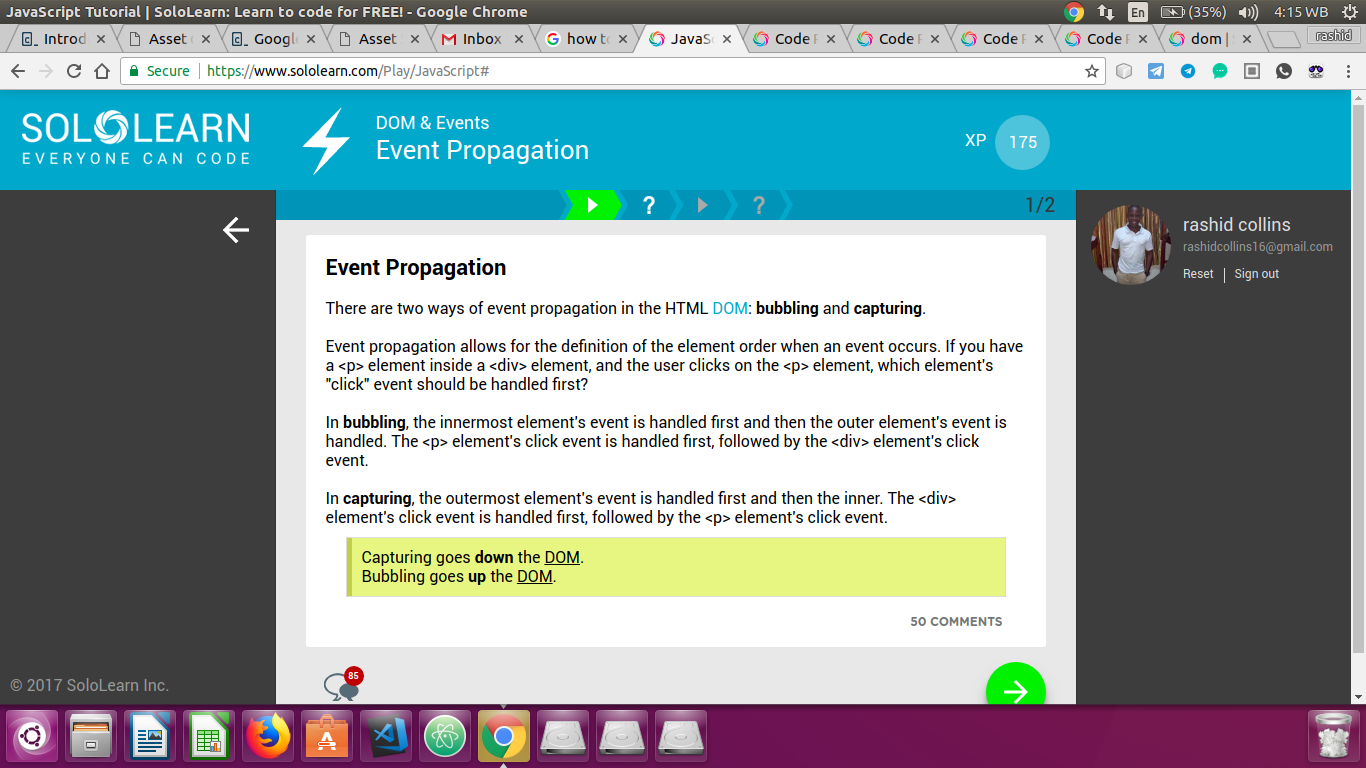 JavaScript Tutorial | SoloLearn: Learn to code for FREE! - Google Chrome
En (35%) 4:15 WB
Introd Asset Googl Asset Inbox how to JavaS Code Code Code Code dom | rashid
Secure https://www.sololearn.com/Play/JavaScript#
SOLOLEARN
EVERYONE CAN CODE
DOM & Events
Event Propagation
XP 175
? ? 1/2
rashid collins
rashidcollins16@gmail.com
Reset | Sign out
Event Propagation
There are two ways of event propagation in the HTML DOM: bubbling and capturing.
Event propagation allows for the definition of the element order when an event occurs. If you have
a <p> element inside a <div> element, and the user clicks on the <p> element, which element's
"click" event should be handled first?
In bubbling, the innermost element's event is handled first and then the outer element's event is
handled. The <p> element's click event is handled first, followed by the <div> element's click
event.
In capturing, the outermost element's event is handled first and then the inner. The <div>
element's click event is handled first, followed by the <p> element's click event.
Capturing goes down the DOM.
Bubbling goes up the DOM.
50 COMMENTS
85
© 2017 SoloLearn Inc.